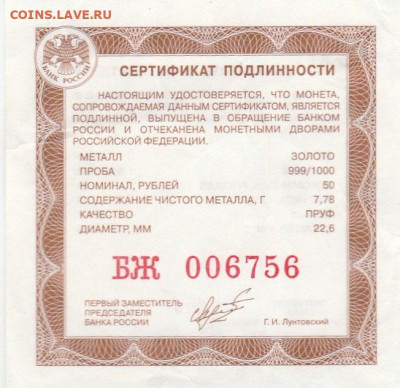 COINS.LAVE.RU
БАНК РОССИИ
СЕРТИФИКАТ ПОДЛИННОСТИ
НАСТОЯЩИМ УДОСТОВЕРЯЕТСЯ, ЧТО МОНЕТА,
СОПРОВОЖДАЕМАЯ ДАННЫМ СЕРТИФИКАТОМ, ЯВЛЯЕТСЯ
ПОДЛИННОЙ, ВЫПУЩЕНА В ОБРАЩЕНИЕ БАНКОМ
РОССИИ И ОТЧЕКАНЕНА МОНЕТНЫМИ ДВОРАМИ
РОССИЙСКОЙ ФЕДЕРАЦИИ.
МЕТАЛЛ ЗОЛОТО
ПРОБА 999/1000
НОМИНАЛ, РУБЛЕЙ 50
СОДЕРЖАНИЕ ЧИСТОГО МЕТАЛЛА, Г 7,78
КАЧЕСТВО ПРУФ
ДИАМЕТР, ММ 22,6
БЖ 006756
ПЕРВЫЙ ЗАМЕСТИТЕЛЬ
ПРЕДСЕДАТЕЛЯ
БАНКА РОССИИ Г. И. Лунтовский